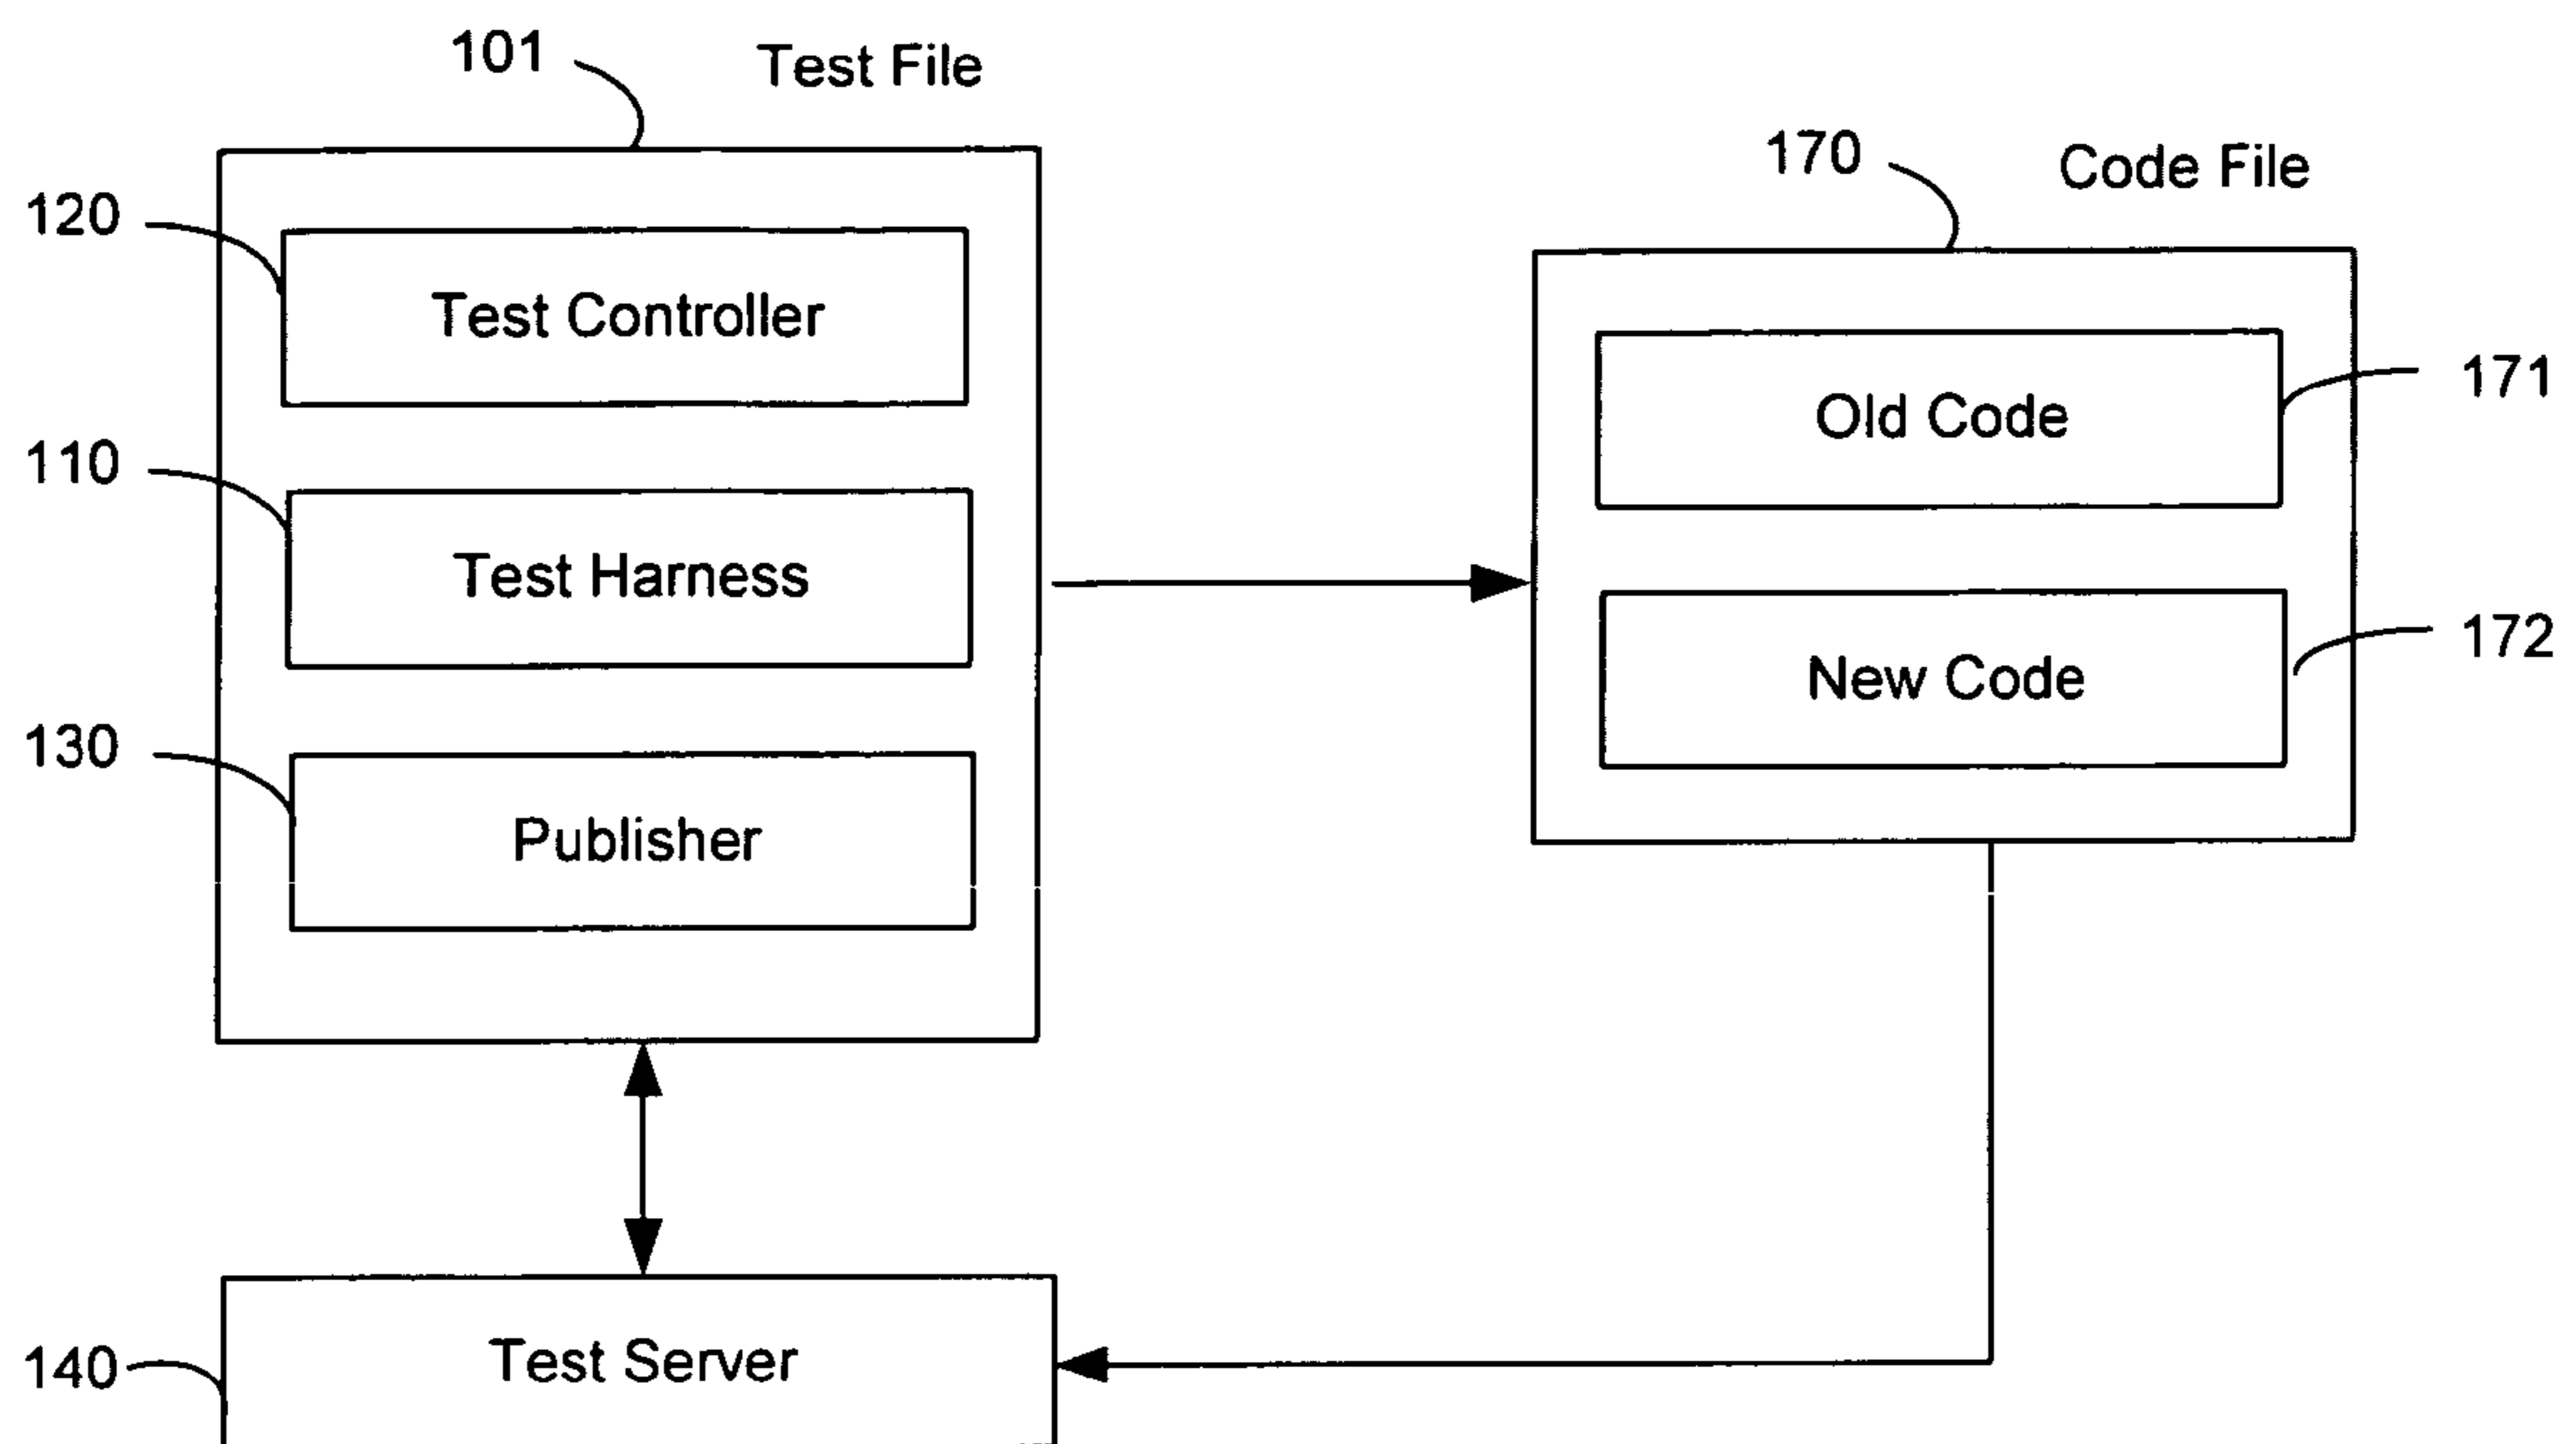 101
Test File
170
Code File
120
Test Controller
Old Code
171
110
Test Harness
New Code
172
130
Publisher
140
Test Server